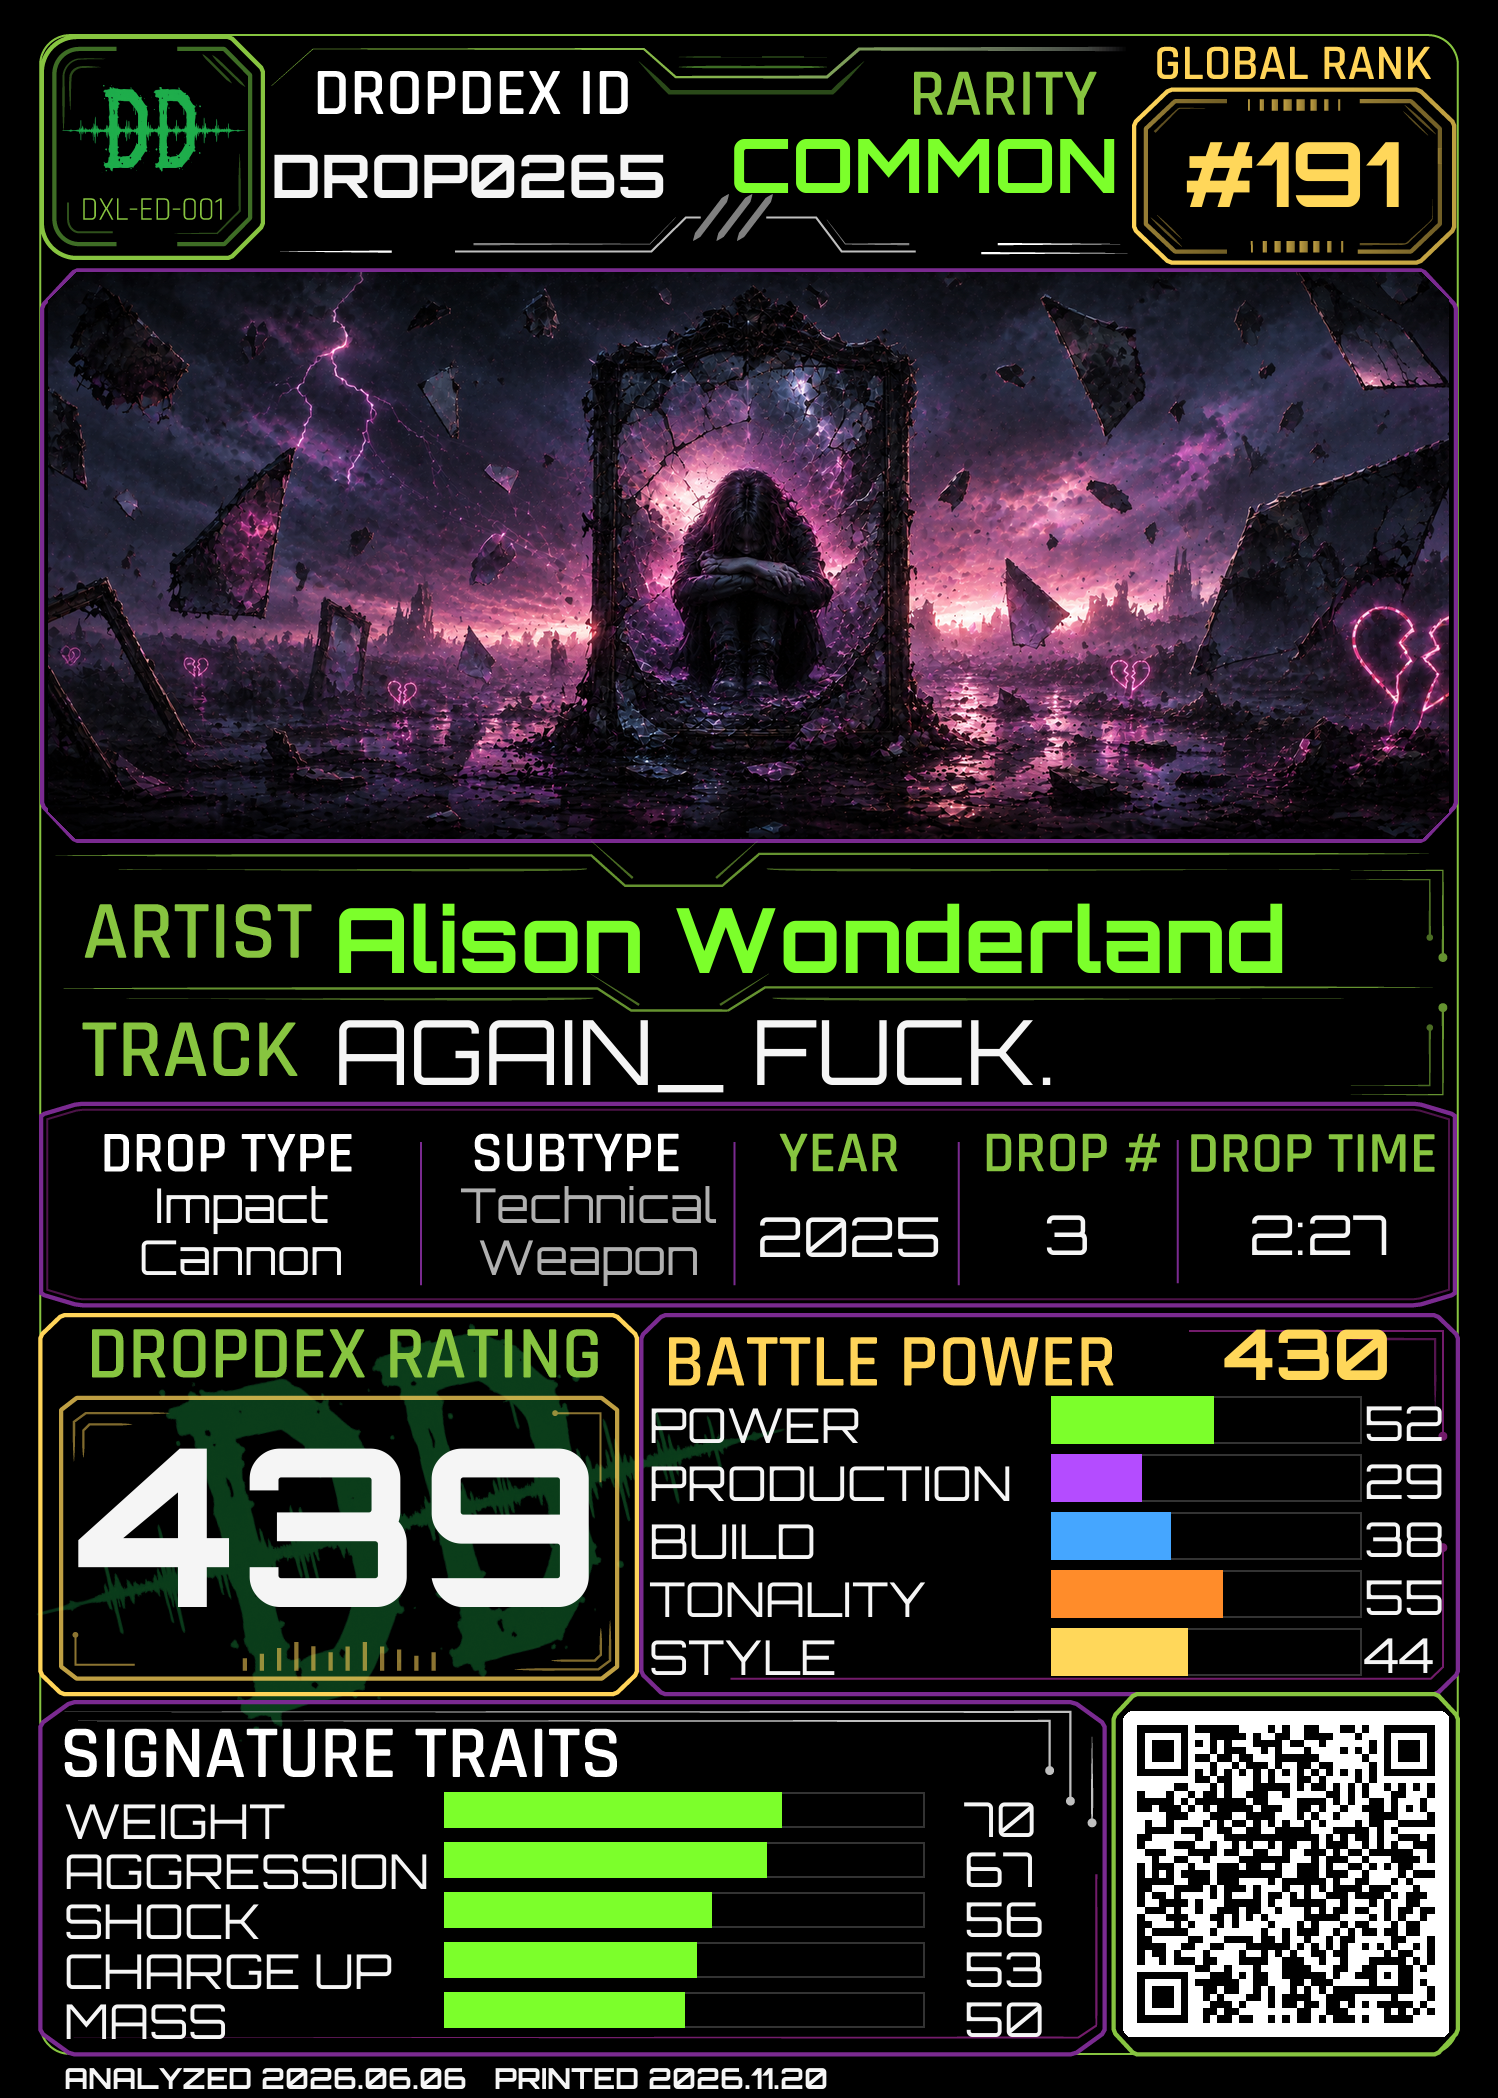 DD
DXL-ED-001
DROPDEX ID
DROP0265
RARITY
COMMON
GLOBAL RANK
#191
ARTIST Alison Wonderland
TRACK AGAIN_ FUCK.
DROP TYPE
Impact
Cannon
SUBTYPE
Technical
Weapon
YEAR
2025
DROP #
3
DROP TIME
2:27
DROPDEX RATING
439
BATTLE POWER 430
POWER 52
PRODUCTION 29
BUILD 38
TONALITY 55
STYLE 44
SIGNATURE TRAITS
WEIGHT 70
AGGRESSION 67
SHOCK 56
CHARGE UP 53
MASS 50
ANALYZED 2026.06.06 PRINTED 2026.11.20